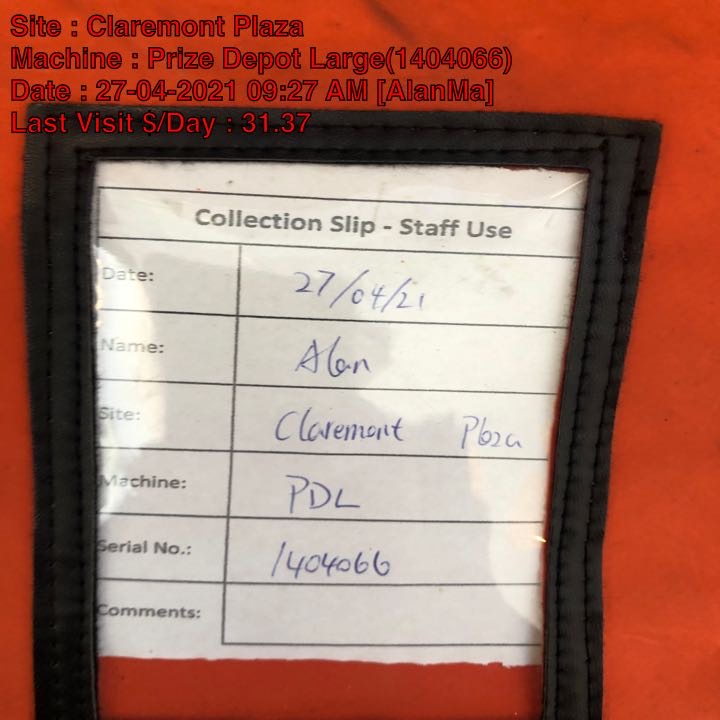 Site : Claremont Plaza
Machine : Prize Depot Large(1404066)
Date : 27-04-2021 09:27 AM [AlanMa]
Last Visit $/Day : 31.37
Collection Slip - Staff Use
Date: 27/04/21
Name: Alan
Site: Claremont Plaza
Machine: PDL
Serial No.: 1404066
Comments: